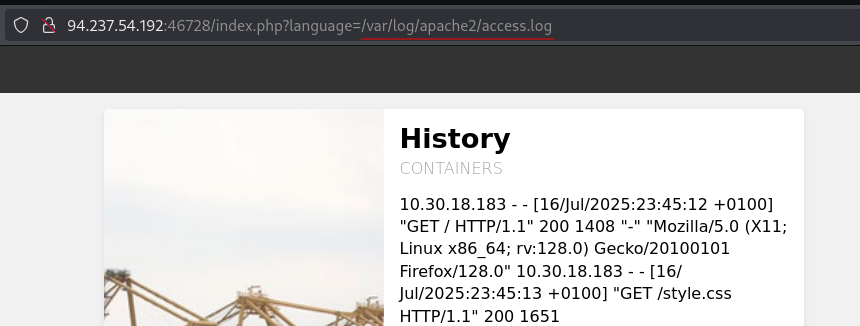 94.237.54.192:46728/index.php?language=/var/log/apache2/access.log
History
CONTAINERS
10.30.18.183 - - [16/Jul/2025:23:45:12 +0100]
"GET / HTTP/1.1" 200 1408 "-" "Mozilla/5.0 (X11;
Linux x86_64; rv:128.0) Gecko/20100101
Firefox/128.0" 10.30.18.183 - - [16/
Jul/2025:23:45:13 +0100] "GET /style.css
HTTP/1.1" 200 1651